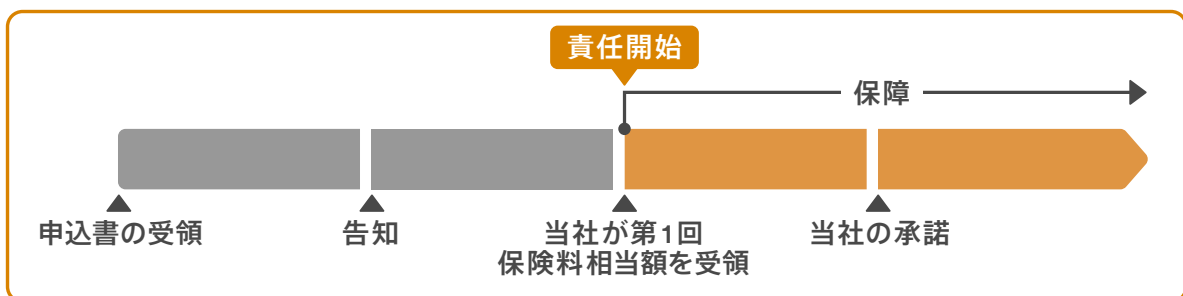 責任開始
保障
申込書の受領
告知
当社が第1回
保険料相当額を受領
当社の承諾